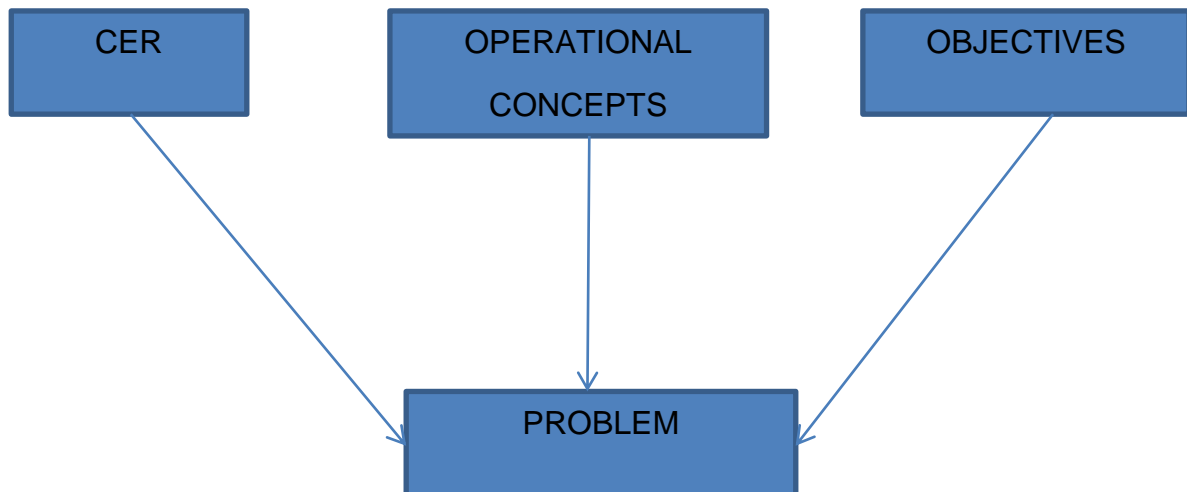 CER
OPERATIONAL
CONCEPTS
OBJECTIVES
PROBLEM